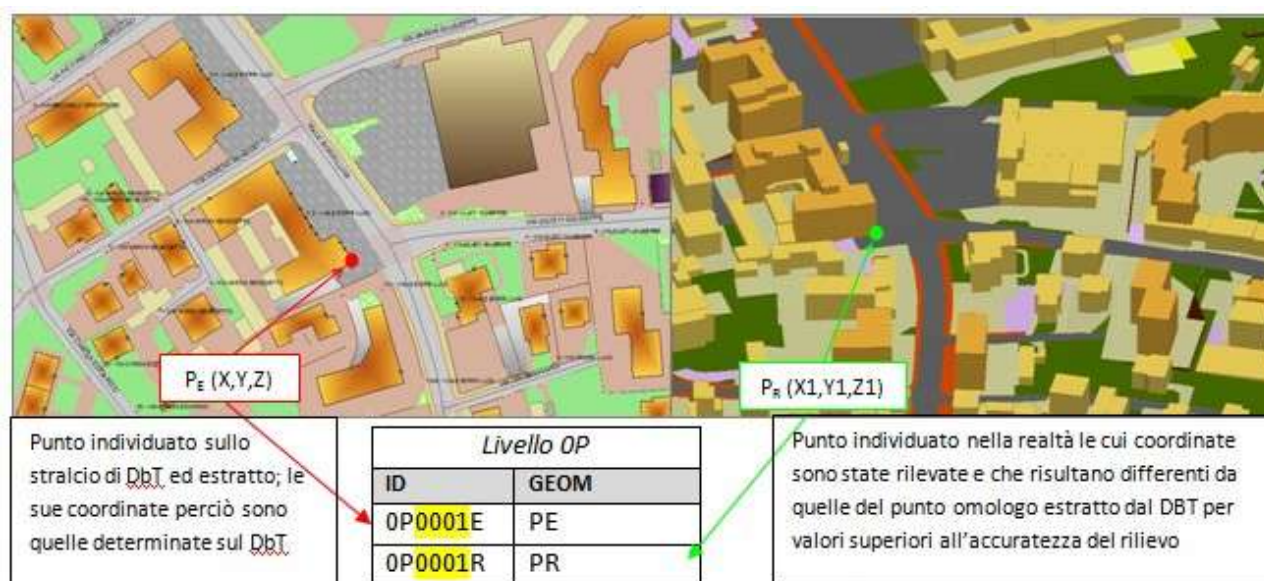 P_E (X,Y,Z)
P_R (X1,Y1,Z1)
Punto individuato sullo
stralcio di DbT ed estratto; le
sue coordinate perciò sono
quelle determinate sul DbT
Livello 0P
ID GEOM
0P0001E PE
0P0001R PR
Punto individuato nella realtà le cui coordinate
sono state rilevate e che risultano differenti da
quelle del punto omologo estratto dal DBT per
valori superiori all'accuratezza del rilievo